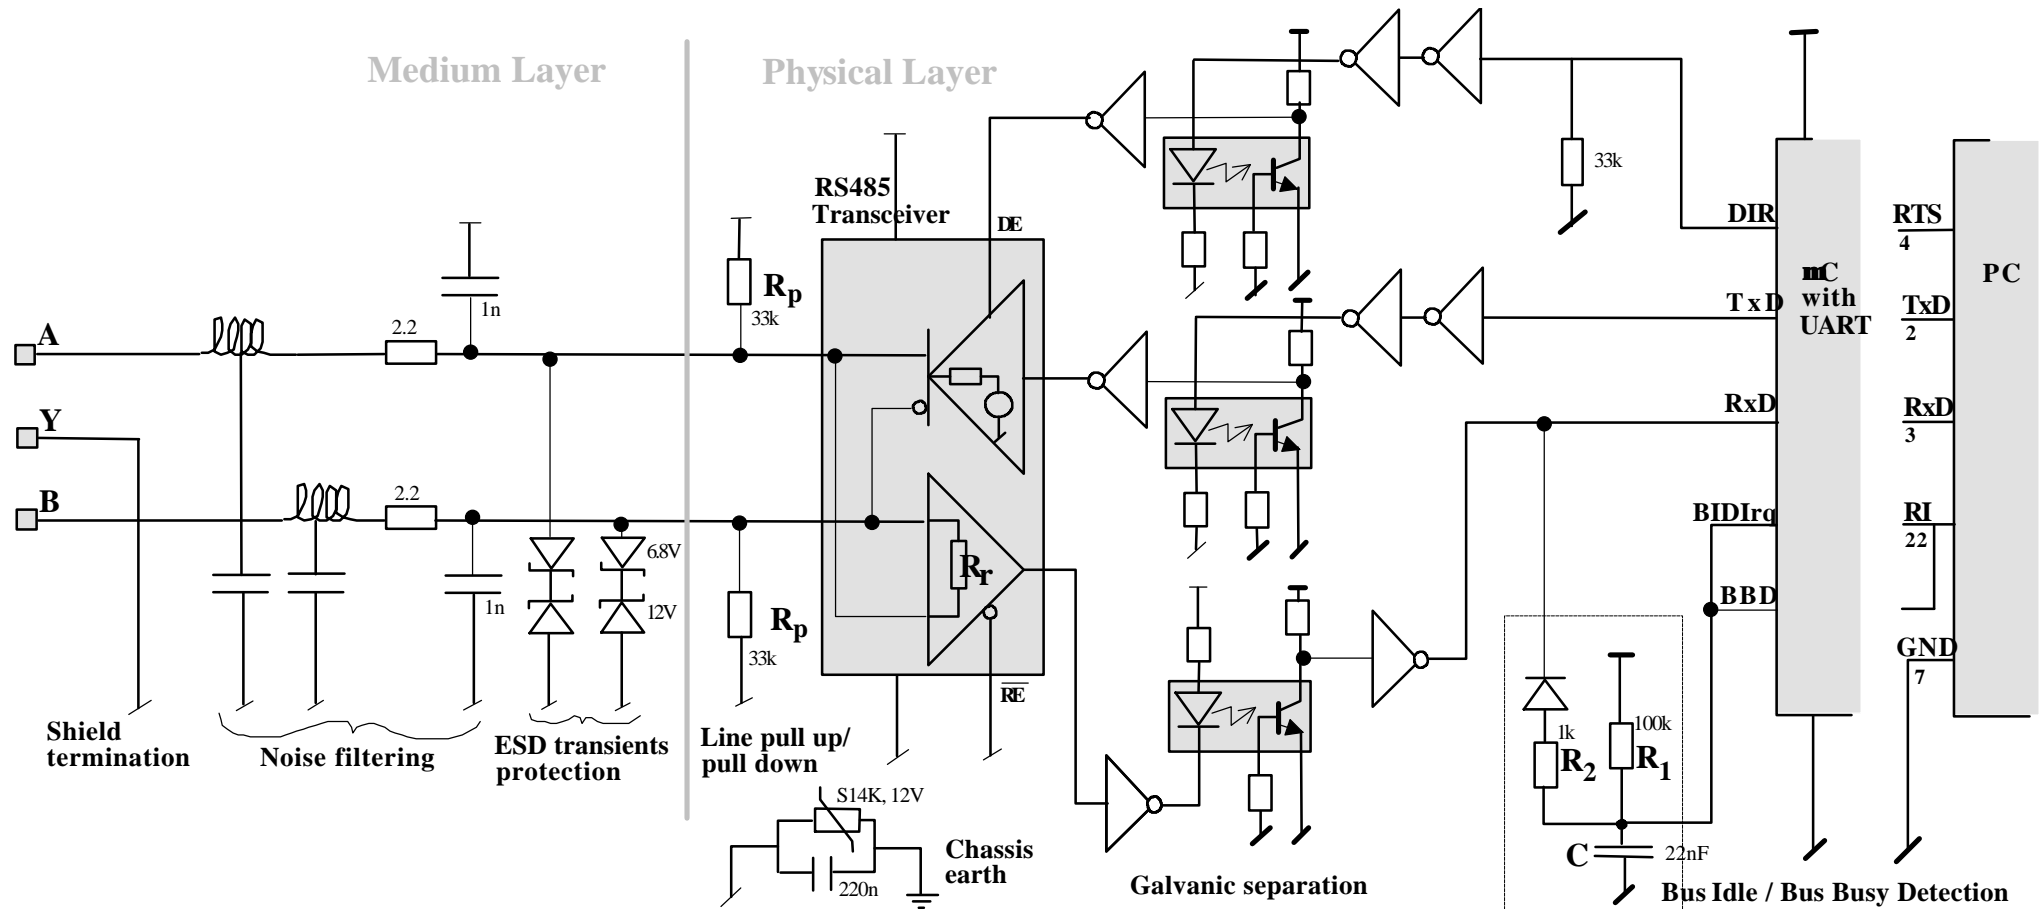 Medium Layer
Physical Layer
RS485
Transceiver
DE
33k
DIR
RTS
4
mC
with
UART
PC
TxD
TxD
2
RxD
RxD
3
BIDIrq
RI
22
BBD
GND
7
A
2.2
1n
Rp
33k
Y
B
2.2
1n
6.8V
12V
Rp
33k
Rr
RE
Shield
termination
Noise filtering
ESD transients
protection
Line pull up/
pull down
S14K, 12V
220n
Chassis
earth
Galvanic separation
1k
R2
100k
R1
C
22nF
Bus Idle / Bus Busy Detection